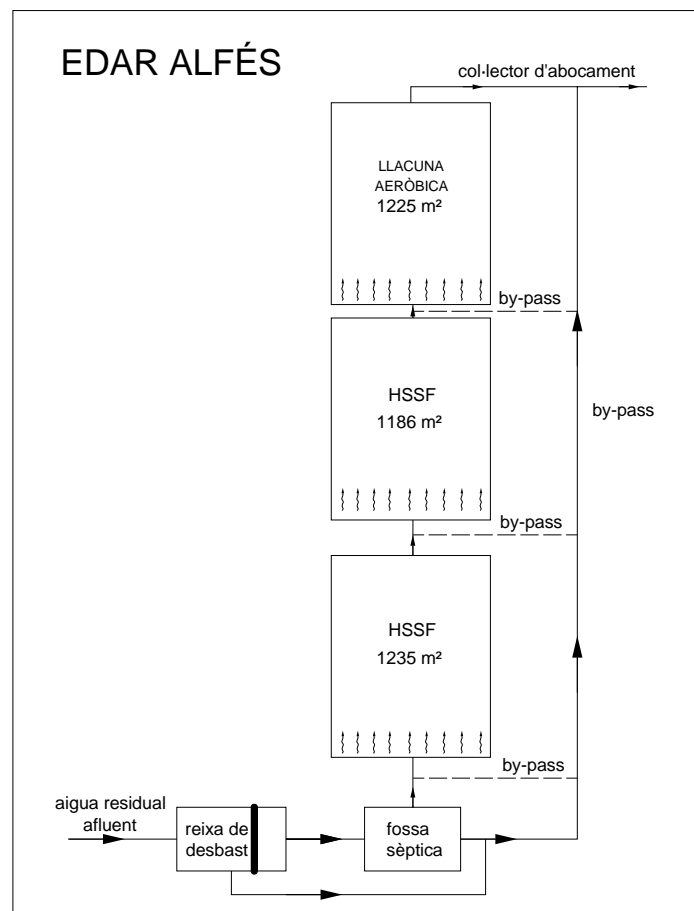 EDAR ALFÉS
col·lector d'abocament
LLACUNA
AERÒBICA
1225 m²
by-pass
HSSF
1186 m²
by-pass
by-pass
HSSF
1235 m²
by-pass
aigua residual
afluent
reixa de
desbast
fossa
sèptica